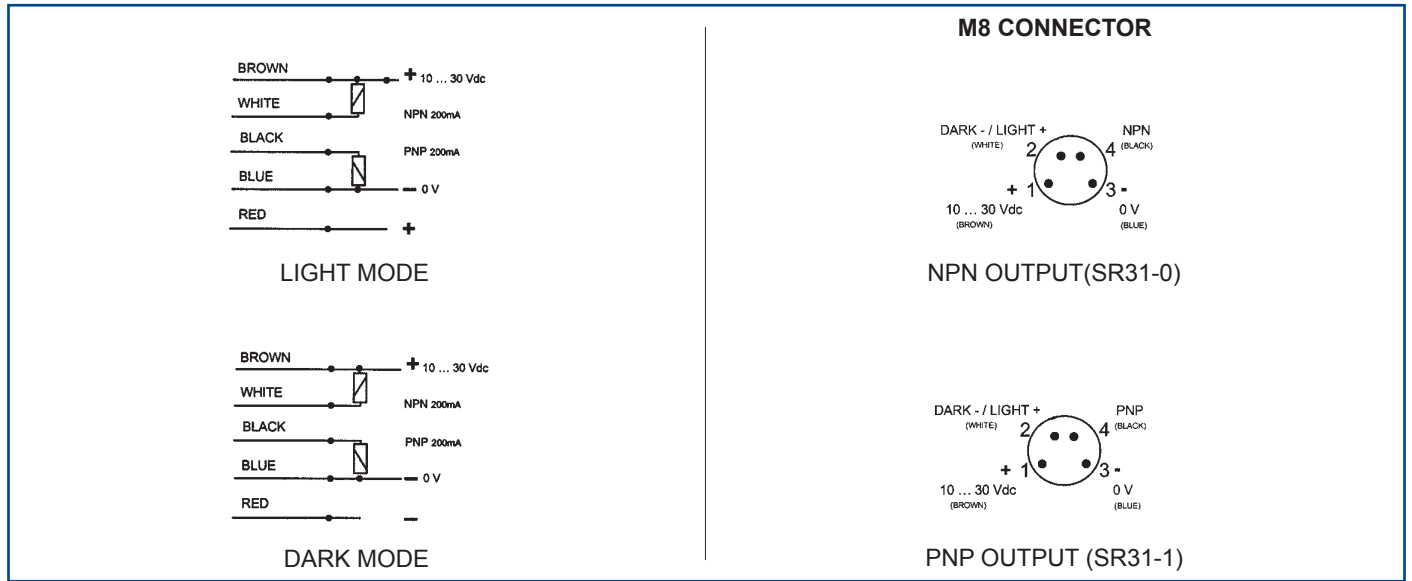 BROWN
+ 10 ... 30 Vdc
WHITE
NPN 200mA
BLACK
PNP 200mA
BLUE
- 0 V
RED
+
LIGHT MODE
BROWN
+ 10 ... 30 Vdc
WHITE
NPN 200mA
BLACK
PNP 200mA
BLUE
- 0 V
RED
-
DARK MODE
M8 CONNECTOR
DARK - / LIGHT +
(WHITE)
2
NPN
4 (BLACK)
+ 1
3 -
10 ... 30 Vdc
(BROWN)
0 V
(BLUE)
NPN OUTPUT(SR31-0)
DARK - / LIGHT +
(WHITE)
2
PNP
4 (BLACK)
+ 1
3 -
10 ... 30 Vdc
(BROWN)
0 V
(BLUE)
PNP OUTPUT (SR31-1)